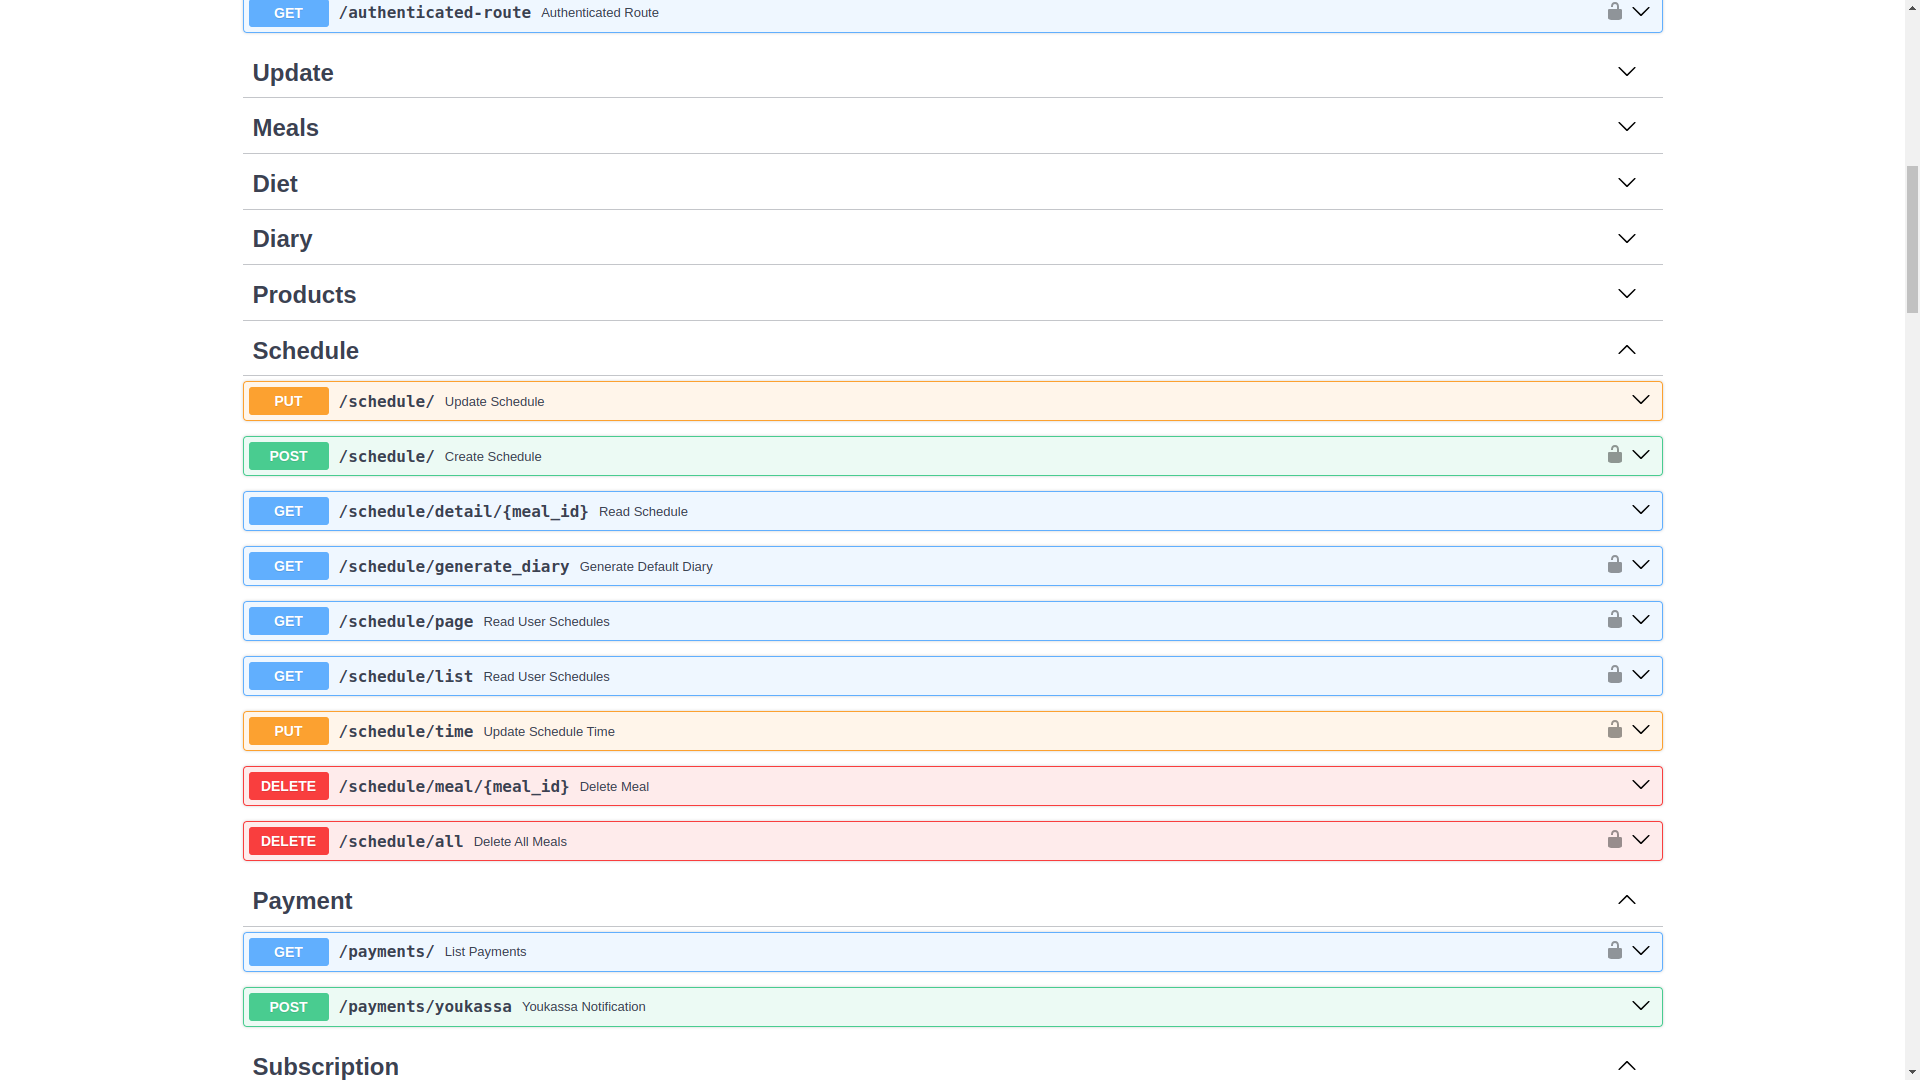 GET /authenticated-route Authenticated Route
Update
Meals
Diet
Diary
Products
Schedule
PUT /schedule/ Update Schedule
POST /schedule/ Create Schedule
GET /schedule/detail/{meal_id} Read Schedule
GET /schedule/generate_diary Generate Default Diary
GET /schedule/page Read User Schedules
GET /schedule/list Read User Schedules
PUT /schedule/time Update Schedule Time
DELETE /schedule/meal/{meal_id} Delete Meal
DELETE /schedule/all Delete All Meals
Payment
GET /payments/ List Payments
POST /payments/youkassa Youkassa Notification
Subscription